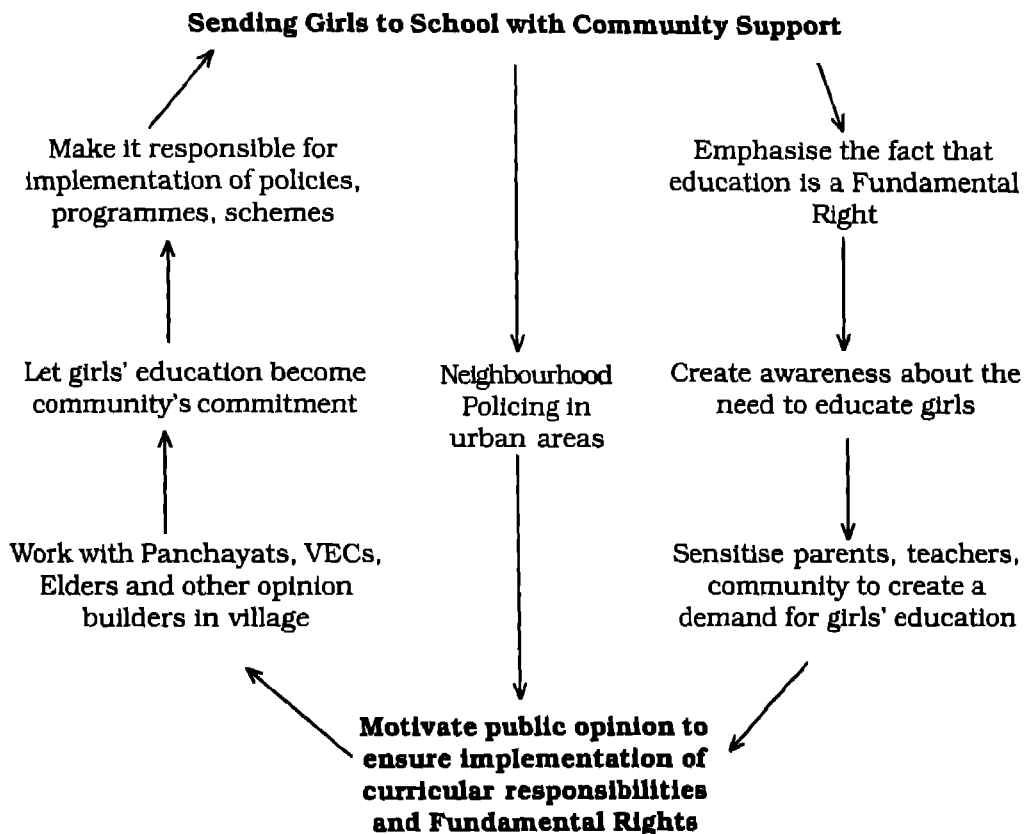 Sending Girls to School with Community Support
Make it responsible for
implementation of policies,
programmes, schemes
Emphasise the fact that
education is a Fundamental
Right
Let girls' education become
community's commitment
Neighbourhood
Policing in
urban areas
Create awareness about the
need to educate girls
Work with Panchayats, VECs,
Elders and other opinion
builders in village
Sensitise parents, teachers,
community to create a
demand for girls' education
Motivate public opinion to
ensure implementation of
curricular responsibilities
and Fundamental Rights